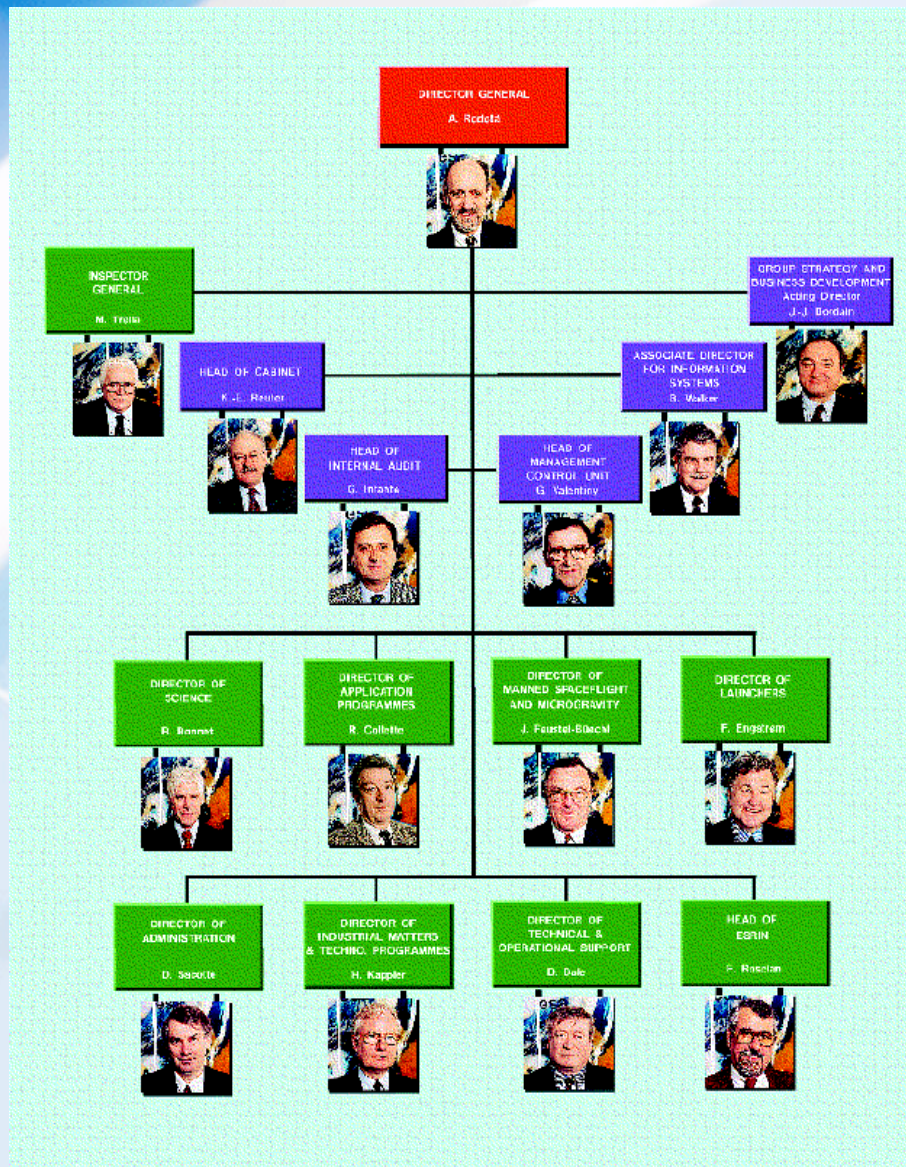 DIRECTOR GENERAL
A. Rodotà
INSPECTOR
GENERAL
M. Trella
GROUP STRATEGY AND
BUSINESS DEVELOPMENT
Acting Director
J.-J. Dordain
HEAD OF CABINET
K.-E. Reuter
ASSOCIATE DIRECTOR
FOR INFORMATION
SYSTEMS
B. Walker
HEAD OF
INTERNAL AUDIT
G. Infante
HEAD OF
MANAGEMENT
CONTROL UNIT
G. Valentiny
DIRECTOR OF
SCIENCE
R. Bonnet
DIRECTOR OF
APPLICATION
PROGRAMMES
R. Collette
DIRECTOR OF
MANNED SPACEFLIGHT
AND MICROGRAVITY
J. Feustel-Büechl
DIRECTOR OF
LAUNCHERS
F. Engstrom
DIRECTOR OF
ADMINISTRATION
D. Sacotte
DIRECTOR OF
INDUSTRIAL MATTERS
& TECHNO. PROGRAMMES
H. Kappler
DIRECTOR OF
TECHNICAL &
OPERATIONAL SUPPORT
D. Dale
HEAD OF
ESRIN
F. Roscian